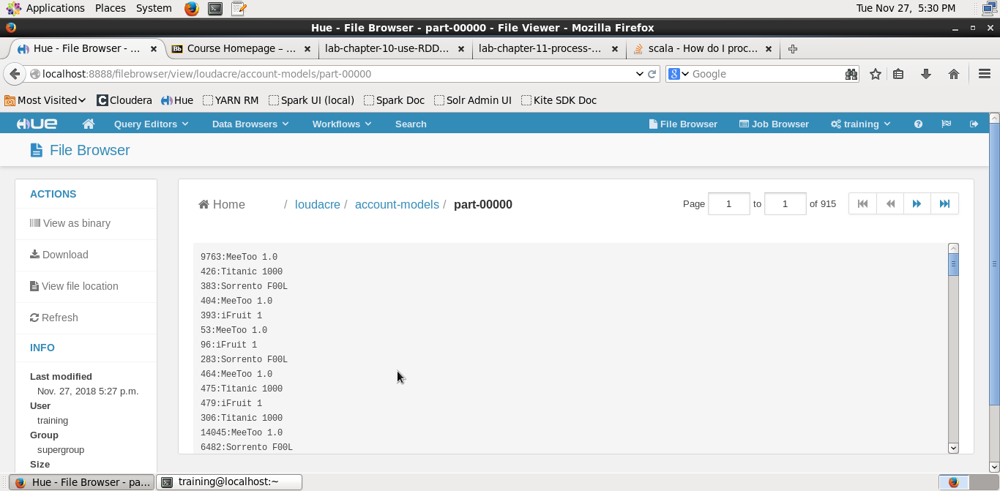 Applications Places System Tue Nov 27, 5:30 PM
Hue - File Browser - part-00000 - File Viewer - Mozilla Firefox
Hue - File Browser - ... Bb Course Homepage – ... lab-chapter-10-use-RDD... lab-chapter-11-process-... scala - How do I proc...
localhost:8888/filebrowser/view/loudacre/account-models/part-00000 8 Google
Most Visited Cloudera Hue YARN RM Spark UI (local) Spark Doc Solr Admin UI Kite SDK Doc
HUE Query Editors Data Browsers Workflows Search File Browser Job Browser training
File Browser
ACTIONS
View as binary
Download
View file location
Refresh
INFO
Last modified
Nov. 27, 2018 5:27 p.m.
User
training
Group
supergroup
Size
Home / loudacre / account-models / part-00000 Page 1 to 1 of 915
9763:MeeToo 1.0
426:Titanic 1000
383:Sorrento F00L
404:MeeToo 1.0
393:iFruit 1
53:MeeToo 1.0
96:iFruit 1
283:Sorrento F00L
464:MeeToo 1.0
475:Titanic 1000
479:iFruit 1
306:Titanic 1000
14045:MeeToo 1.0
6482:Sorrento F00L
Hue - File Browser - pa... training@localhost:~